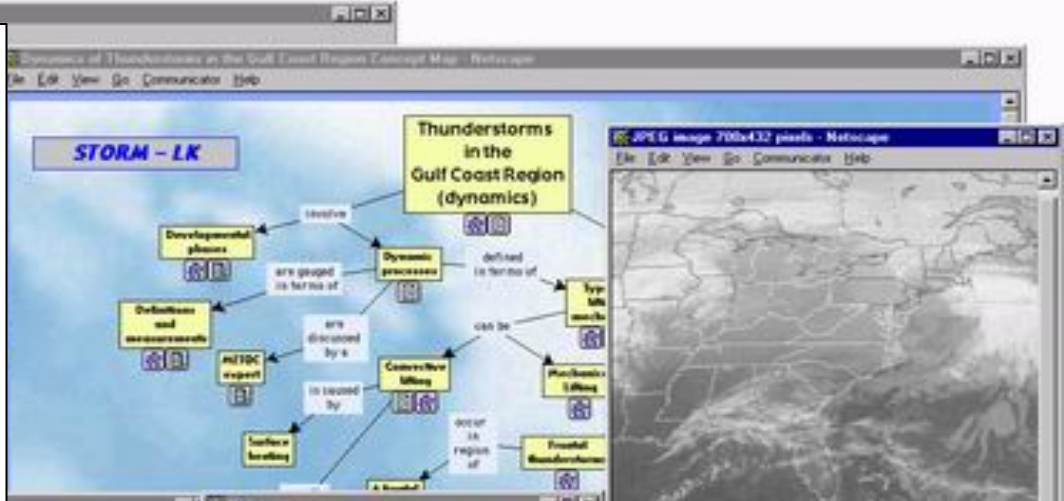 Dynamics of Thunderstorms in the Gulf Coast Region Concept Map - Netscape
File Edit View Go Communicator Help
STORM – LK
Thunderstorms
in the
Gulf Coast Region
(dynamics)
involve
Developmental
phases
Dynamic
processes
defined
in terms of
are gauged
in terms of
Definitions
and
measurements
are
discussed
by a
METOC
expert
can be
Convective
lifting
Mechanical
lifting
is caused
by
Surface
heating
occur
in
region
of
Frontal
thunderstorms
JPEG image 700x432 pixels - Netscape
File Edit View Go Communicator Help